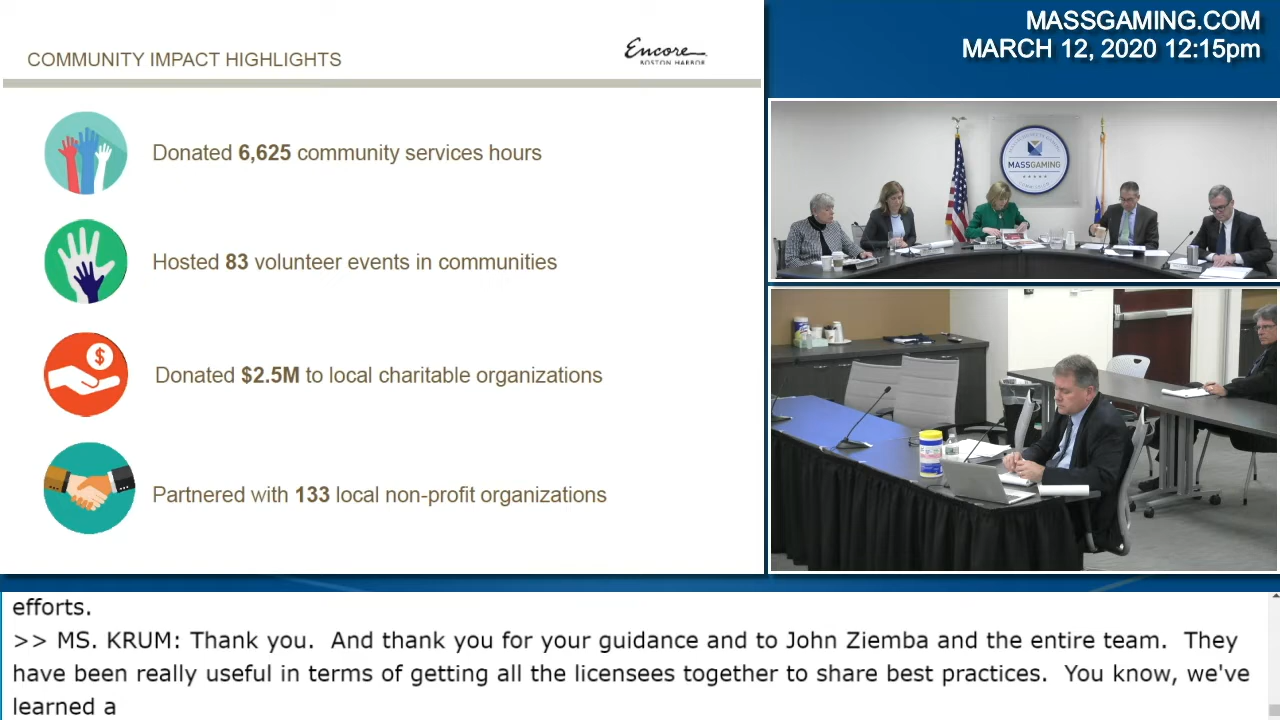 COMMUNITY IMPACT HIGHLIGHTS
Encore
BOSTON HARBOR
Donated 6,625 community services hours
Hosted 83 volunteer events in communities
$
Donated $2.5M to local charitable organizations
Partnered with 133 local non-profit organizations
MASSGAMING.COM
MARCH 12, 2020 12:15pm
MASSGAMING
efforts.
>> MS. KRUM: Thank you. And thank you for your guidance and to John Ziemba and the entire team. They
have been really useful in terms of getting all the licensees together to share best practices. You know, we've
learned a